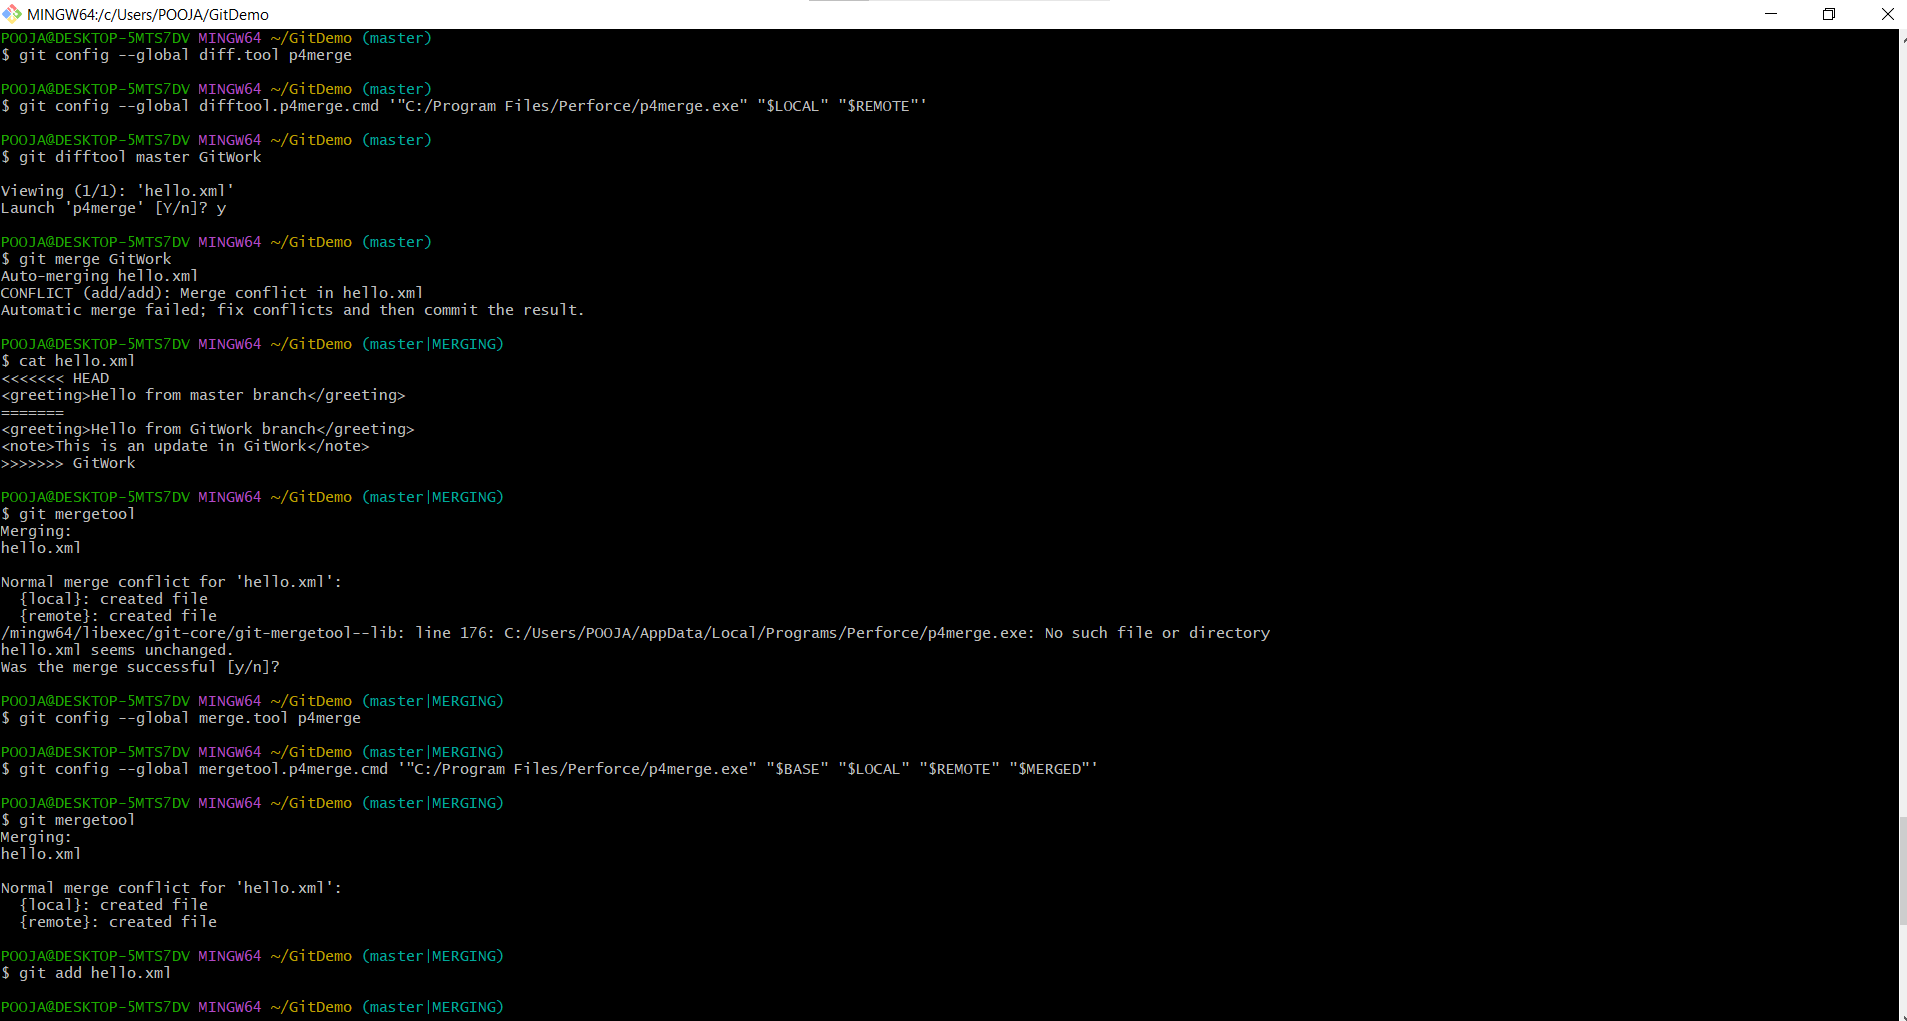 MINGW64:/c/Users/POOJA/GitDemo
POOJA@DESKTOP-5MTS7DV MINGW64 ~/GitDemo (master)
$ git config --global diff.tool p4merge
POOJA@DESKTOP-5MTS7DV MINGW64 ~/GitDemo (master)
$ git config --global difftool.p4merge.cmd '"C:/Program Files/Perforce/p4merge.exe" "$LOCAL" "$REMOTE"'
POOJA@DESKTOP-5MTS7DV MINGW64 ~/GitDemo (master)
$ git difftool master GitWork
Viewing (1/1): 'hello.xml'
Launch 'p4merge' [Y/n]? y
POOJA@DESKTOP-5MTS7DV MINGW64 ~/GitDemo (master)
$ git merge GitWork
Auto-merging hello.xml
CONFLICT (add/add): Merge conflict in hello.xml
Automatic merge failed; fix conflicts and then commit the result.
POOJA@DESKTOP-5MTS7DV MINGW64 ~/GitDemo (master|MERGING)
$ cat hello.xml
<<<<<<< HEAD
<greeting>Hello from master branch</greeting>
=======
<greeting>Hello from GitWork branch</greeting>
<note>This is an update in GitWork</note>
>>>>>>> GitWork
POOJA@DESKTOP-5MTS7DV MINGW64 ~/GitDemo (master|MERGING)
$ git mergetool
Merging:
hello.xml
Normal merge conflict for 'hello.xml':
  {local}: created file
  {remote}: created file
/mingw64/libexec/git-core/git-mergetool--lib: line 176: C:/Users/POOJA/AppData/Local/Programs/Perforce/p4merge.exe: No such file or directory
hello.xml seems unchanged.
Was the merge successful [y/n]?
POOJA@DESKTOP-5MTS7DV MINGW64 ~/GitDemo (master|MERGING)
$ git config --global merge.tool p4merge
POOJA@DESKTOP-5MTS7DV MINGW64 ~/GitDemo (master|MERGING)
$ git config --global mergetool.p4merge.cmd '"C:/Program Files/Perforce/p4merge.exe" "$BASE" "$LOCAL" "$REMOTE" "$MERGED"'
POOJA@DESKTOP-5MTS7DV MINGW64 ~/GitDemo (master|MERGING)
$ git mergetool
Merging:
hello.xml
Normal merge conflict for 'hello.xml':
  {local}: created file
  {remote}: created file
POOJA@DESKTOP-5MTS7DV MINGW64 ~/GitDemo (master|MERGING)
$ git add hello.xml
POOJA@DESKTOP-5MTS7DV MINGW64 ~/GitDemo (master|MERGING)